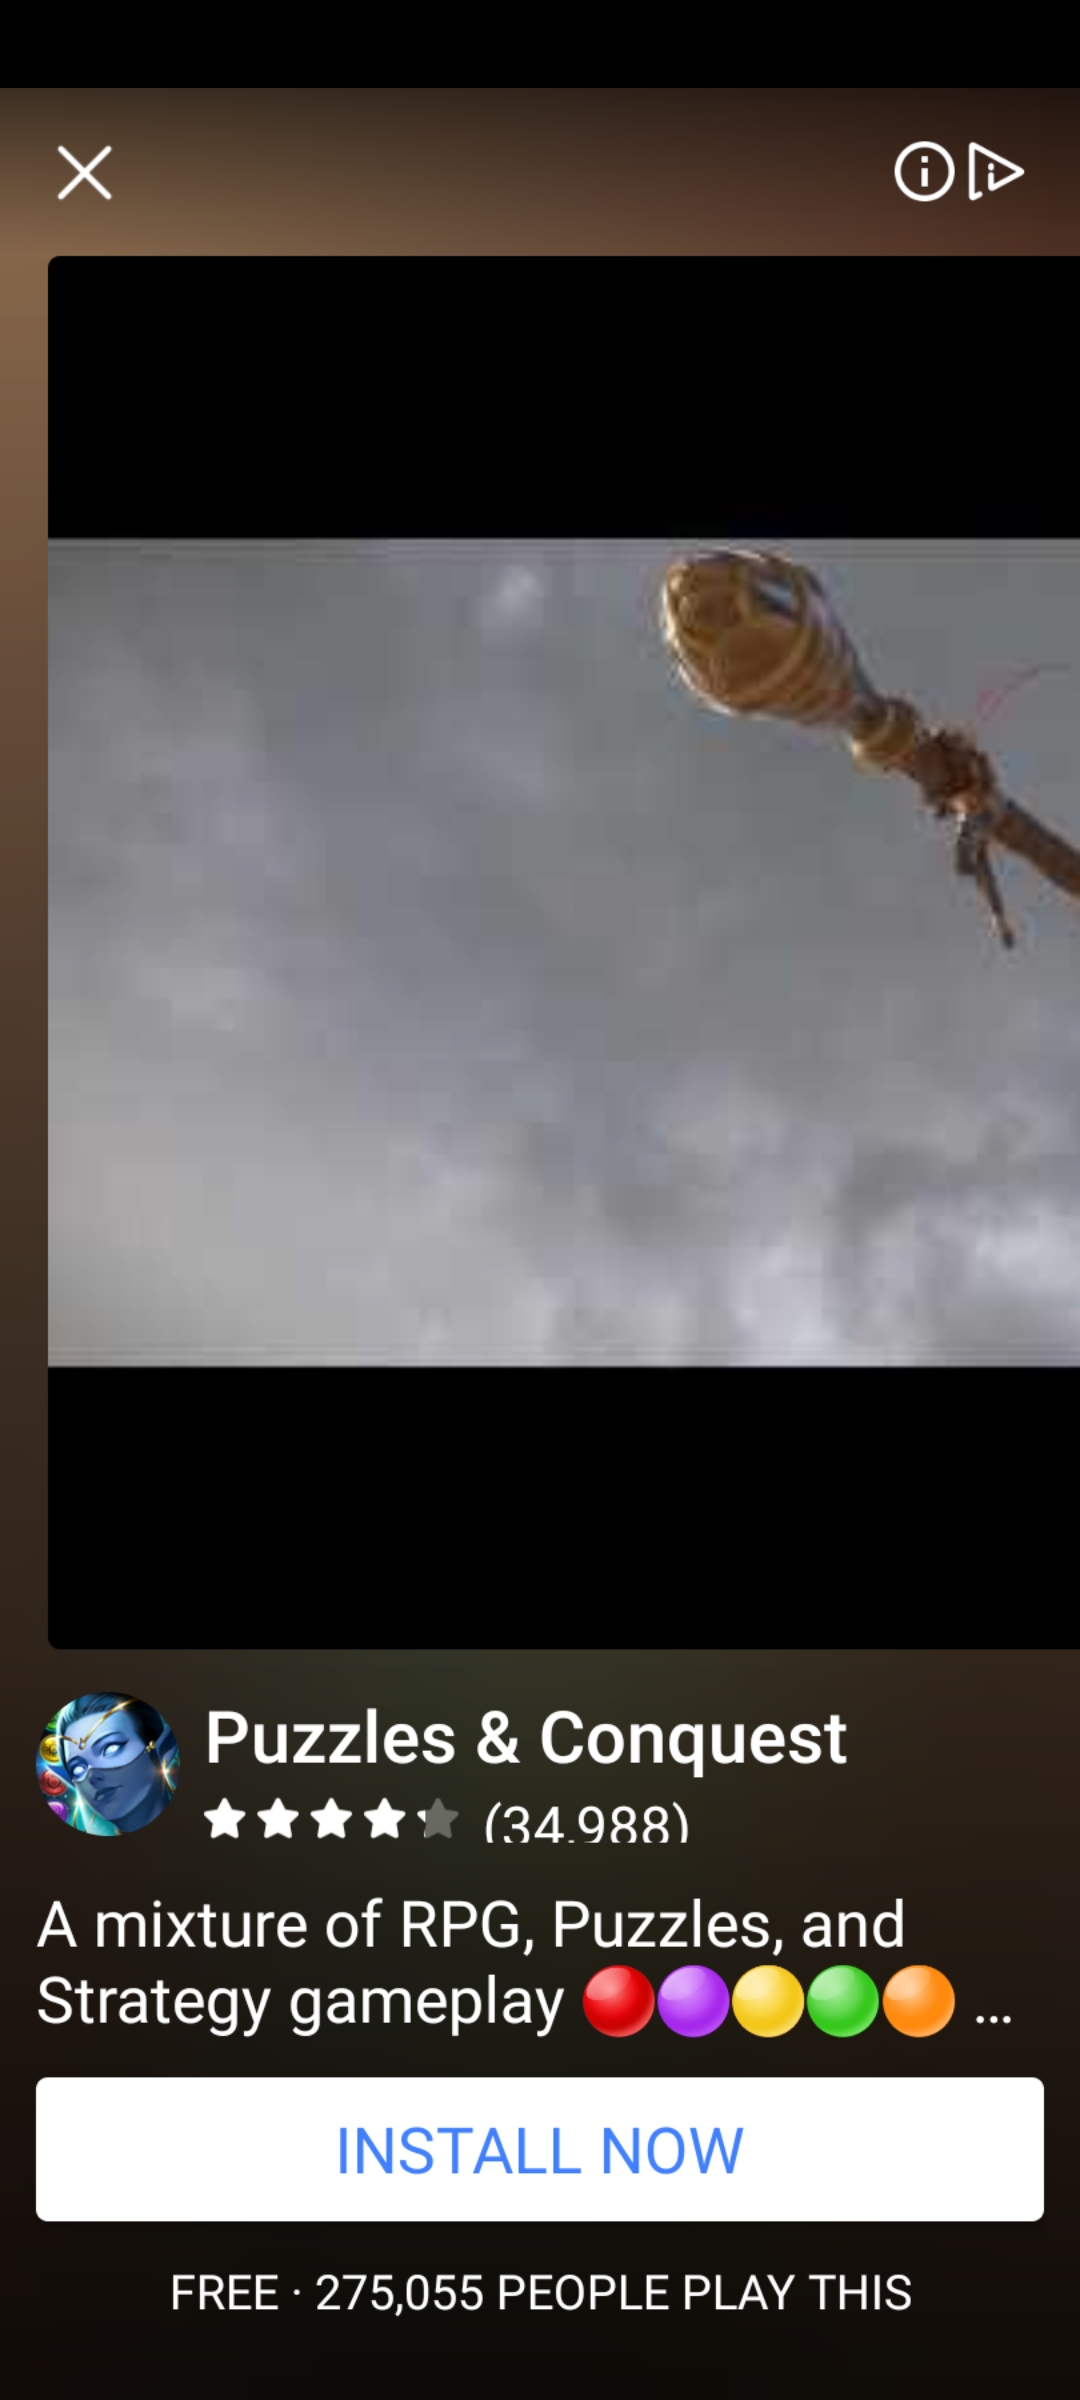 Puzzles & Conquest
(34,988)
A mixture of RPG, Puzzles, and
Strategy gameplay 🔴🟣🟡🟢🟠 ...
INSTALL NOW
FREE · 275,055 PEOPLE PLAY THIS